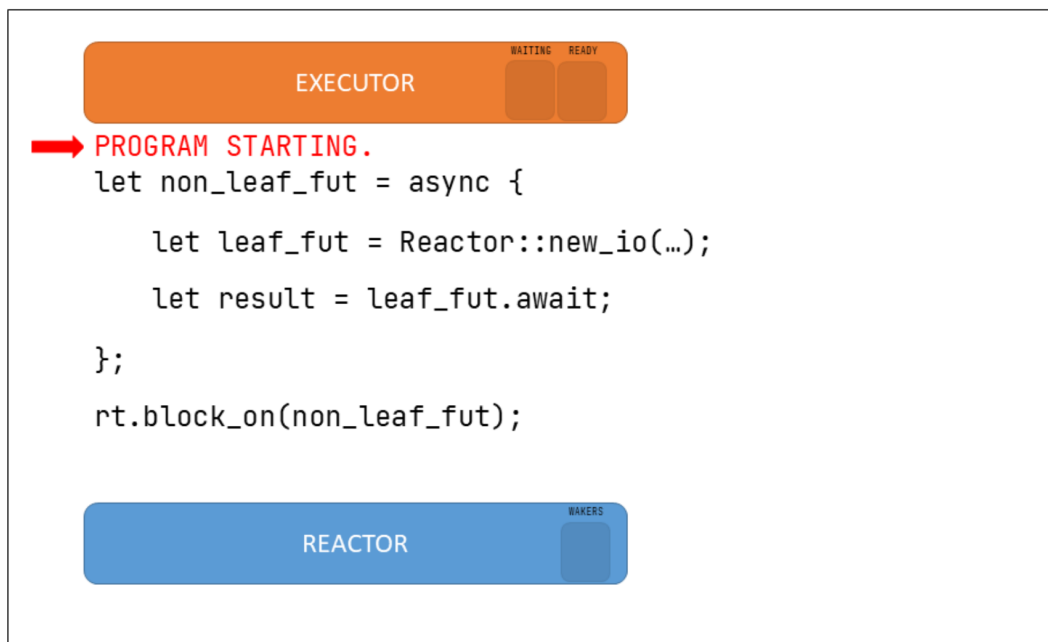 WAITING READY
EXECUTOR
PROGRAM STARTING.
let non_leaf_fut = async {
let leaf_fut = Reactor::new_io(…);
let result = leaf_fut.await;
};
rt.block_on(non_leaf_fut);
WAKERS
REACTOR